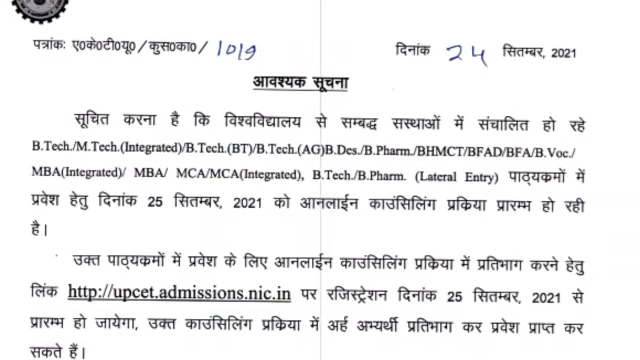 पत्रांकः ए०के०टी०यू०/कुस०का०/ 1019 दिनांक 24 सितम्बर, 2021
आवश्यक सूचना
सूचित करना है कि विश्वविद्यालय से सम्बद्ध सस्थाओं में संचालित हो रहे
B.Tech./M.Tech.(Integrated)/B.Tech.(BT)/B.Tech.(AG)B.Des./B.Pharm./BHMCT/BFAD/BFA/B.Voc./
MBA(Integrated)/ MBA/ MCA/MCA(Integrated), B.Tech./B.Pharm. (Lateral Entry) पाठ्यक्रमों में
प्रवेश हेतु दिनांक 25 सितम्बर, 2021 को आनलाईन काउंसिलिंग प्रक्रिया प्रारम्भ हो रही
है।
उक्त पाठ्यक्रमों में प्रवेश के लिए आनलाईन काउंसिलिंग प्रक्रिया में प्रतिभाग करने हेतु
लिंक http://upcet.admissions.nic.in पर रजिस्ट्रेशन दिनांक 25 सितम्बर, 2021 से
प्रारम्भ हो जायेगा, उक्त काउंसिलिंग प्रक्रिया में अर्ह अभ्यर्थी प्रतिभाग कर प्रवेश प्राप्त कर
सकते हैं।